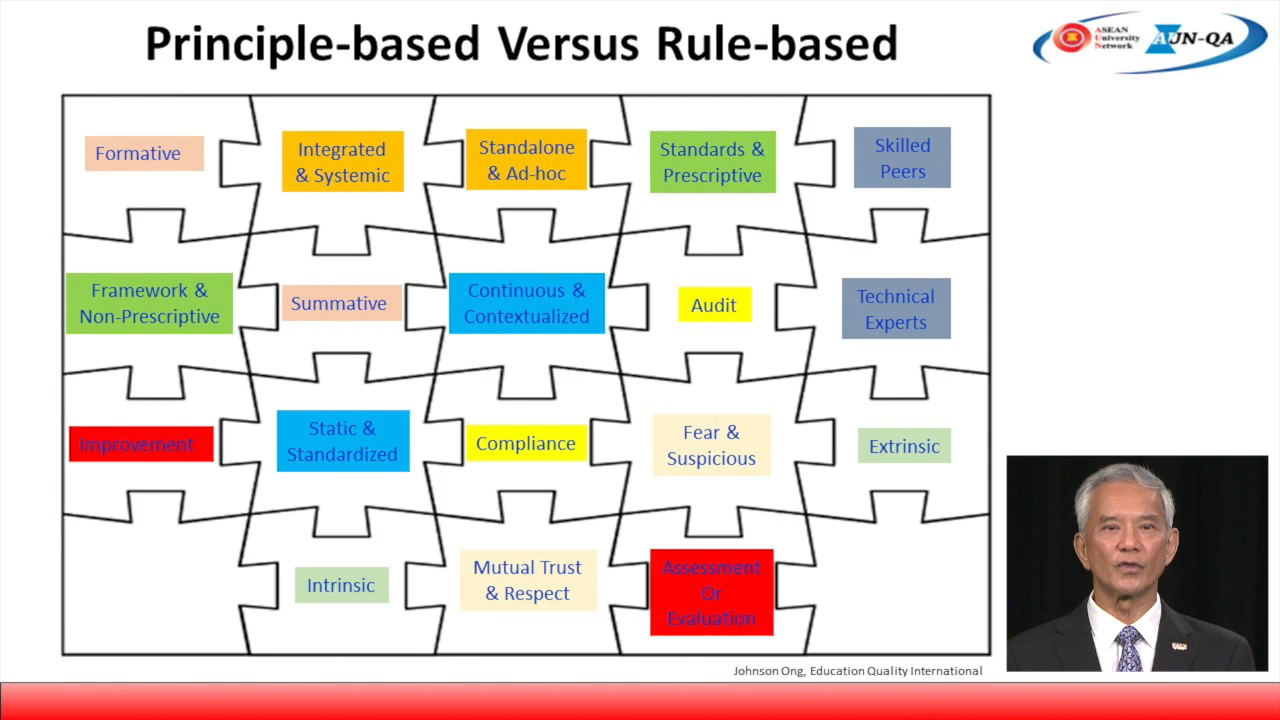 Principle-based Versus Rule-based
ASEAN
University
Network
AUN-QA
Formative
Integrated
& Systemic
Standalone
& Ad-hoc
Standards &
Prescriptive
Skilled
Peers
Framework &
Non-Prescriptive
Summative
Continuous &
Contextualized
Audit
Technical
Experts
Improvement
Static &
Standardized
Compliance
Fear &
Suspicious
Extrinsic
Intrinsic
Mutual Trust
& Respect
Assessment
Or
Evaluation
Johnson Ong, Education Quality International